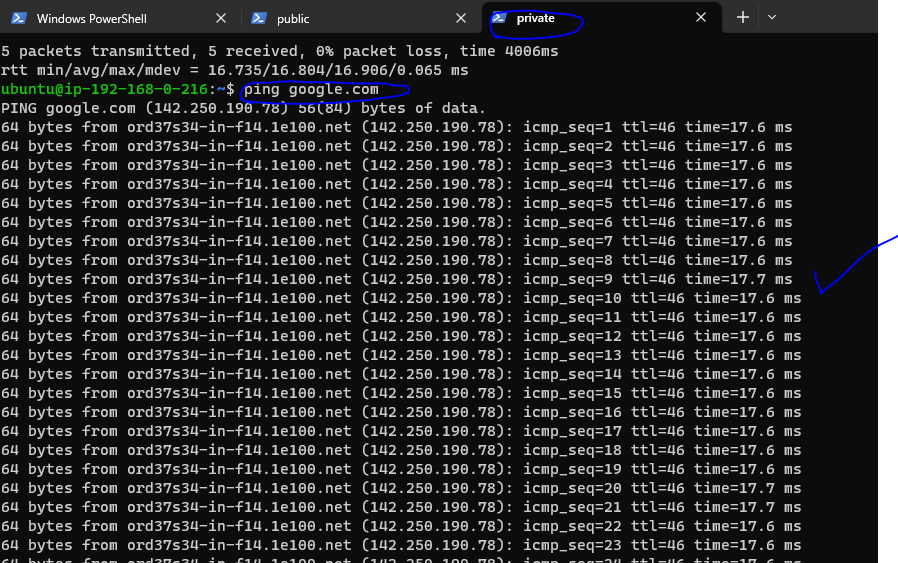 Windows PowerShell
public
private
5 packets transmitted, 5 received, 0% packet loss, time 4006ms
rtt min/avg/max/mdev = 16.735/16.804/16.906/0.065 ms
ubuntu@ip-192-168-0-216:~$ ping google.com
PING google.com (142.250.190.78) 56(84) bytes of data.
64 bytes from ord37s34-in-f14.1e100.net (142.250.190.78): icmp_seq=1 ttl=46 time=17.6 ms
64 bytes from ord37s34-in-f14.1e100.net (142.250.190.78): icmp_seq=2 ttl=46 time=17.6 ms
64 bytes from ord37s34-in-f14.1e100.net (142.250.190.78): icmp_seq=3 ttl=46 time=17.6 ms
64 bytes from ord37s34-in-f14.1e100.net (142.250.190.78): icmp_seq=4 ttl=46 time=17.6 ms
64 bytes from ord37s34-in-f14.1e100.net (142.250.190.78): icmp_seq=5 ttl=46 time=17.6 ms
64 bytes from ord37s34-in-f14.1e100.net (142.250.190.78): icmp_seq=6 ttl=46 time=17.6 ms
64 bytes from ord37s34-in-f14.1e100.net (142.250.190.78): icmp_seq=7 ttl=46 time=17.6 ms
64 bytes from ord37s34-in-f14.1e100.net (142.250.190.78): icmp_seq=8 ttl=46 time=17.6 ms
64 bytes from ord37s34-in-f14.1e100.net (142.250.190.78): icmp_seq=9 ttl=46 time=17.7 ms
64 bytes from ord37s34-in-f14.1e100.net (142.250.190.78): icmp_seq=10 ttl=46 time=17.6 ms
64 bytes from ord37s34-in-f14.1e100.net (142.250.190.78): icmp_seq=11 ttl=46 time=17.6 ms
64 bytes from ord37s34-in-f14.1e100.net (142.250.190.78): icmp_seq=12 ttl=46 time=17.6 ms
64 bytes from ord37s34-in-f14.1e100.net (142.250.190.78): icmp_seq=13 ttl=46 time=17.6 ms
64 bytes from ord37s34-in-f14.1e100.net (142.250.190.78): icmp_seq=14 ttl=46 time=17.6 ms
64 bytes from ord37s34-in-f14.1e100.net (142.250.190.78): icmp_seq=15 ttl=46 time=17.6 ms
64 bytes from ord37s34-in-f14.1e100.net (142.250.190.78): icmp_seq=16 ttl=46 time=17.6 ms
64 bytes from ord37s34-in-f14.1e100.net (142.250.190.78): icmp_seq=17 ttl=46 time=17.6 ms
64 bytes from ord37s34-in-f14.1e100.net (142.250.190.78): icmp_seq=18 ttl=46 time=17.6 ms
64 bytes from ord37s34-in-f14.1e100.net (142.250.190.78): icmp_seq=19 ttl=46 time=17.6 ms
64 bytes from ord37s34-in-f14.1e100.net (142.250.190.78): icmp_seq=20 ttl=46 time=17.7 ms
64 bytes from ord37s34-in-f14.1e100.net (142.250.190.78): icmp_seq=21 ttl=46 time=17.7 ms
64 bytes from ord37s34-in-f14.1e100.net (142.250.190.78): icmp_seq=22 ttl=46 time=17.6 ms
64 bytes from ord37s34-in-f14.1e100.net (142.250.190.78): icmp_seq=23 ttl=46 time=17.6 ms